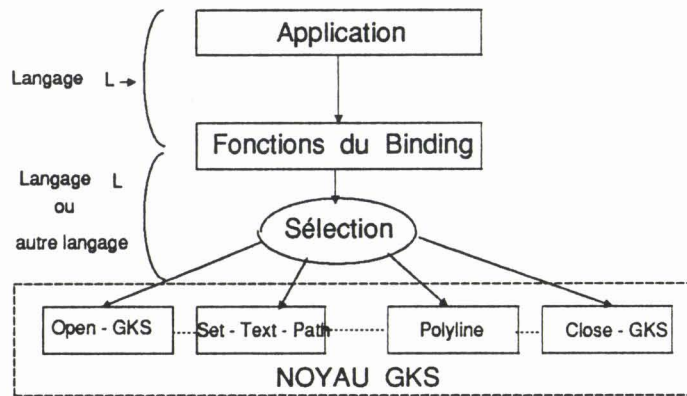 Application
Langage L
Fonctions du Binding
Langage L
ou
autre langage
Sélection
Open - GKS
Set - Text - Path
Polyline
Close - GKS
NOYAU GKS